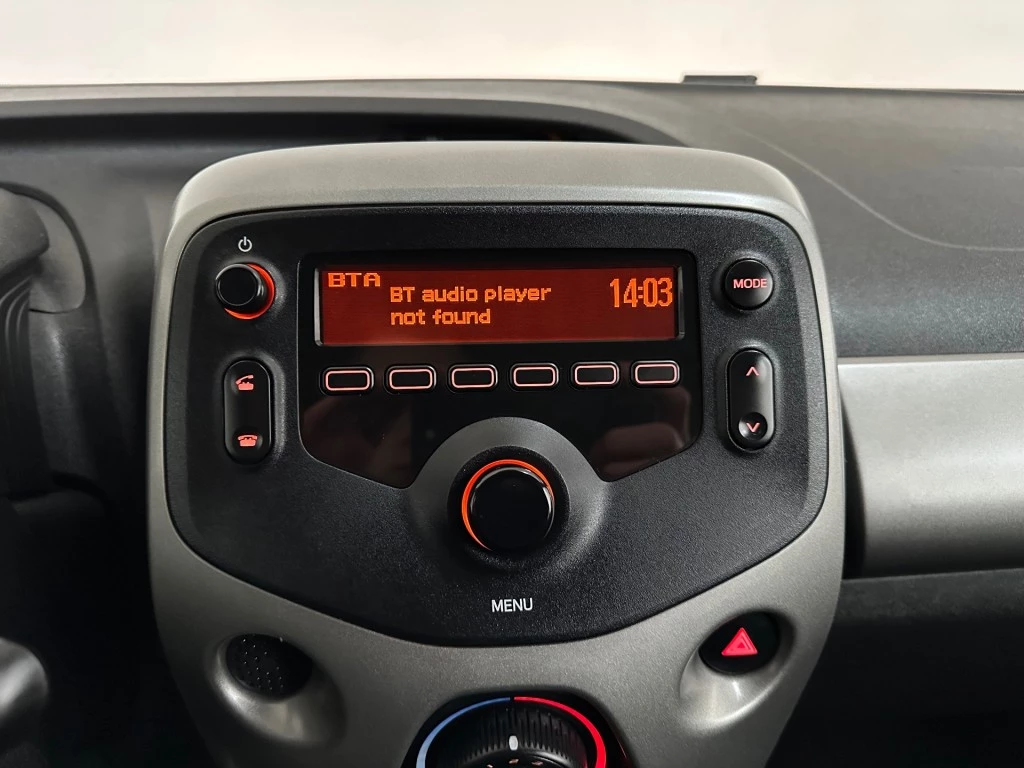 BTA
BT audio player
not found
14:03
MODE
MENU